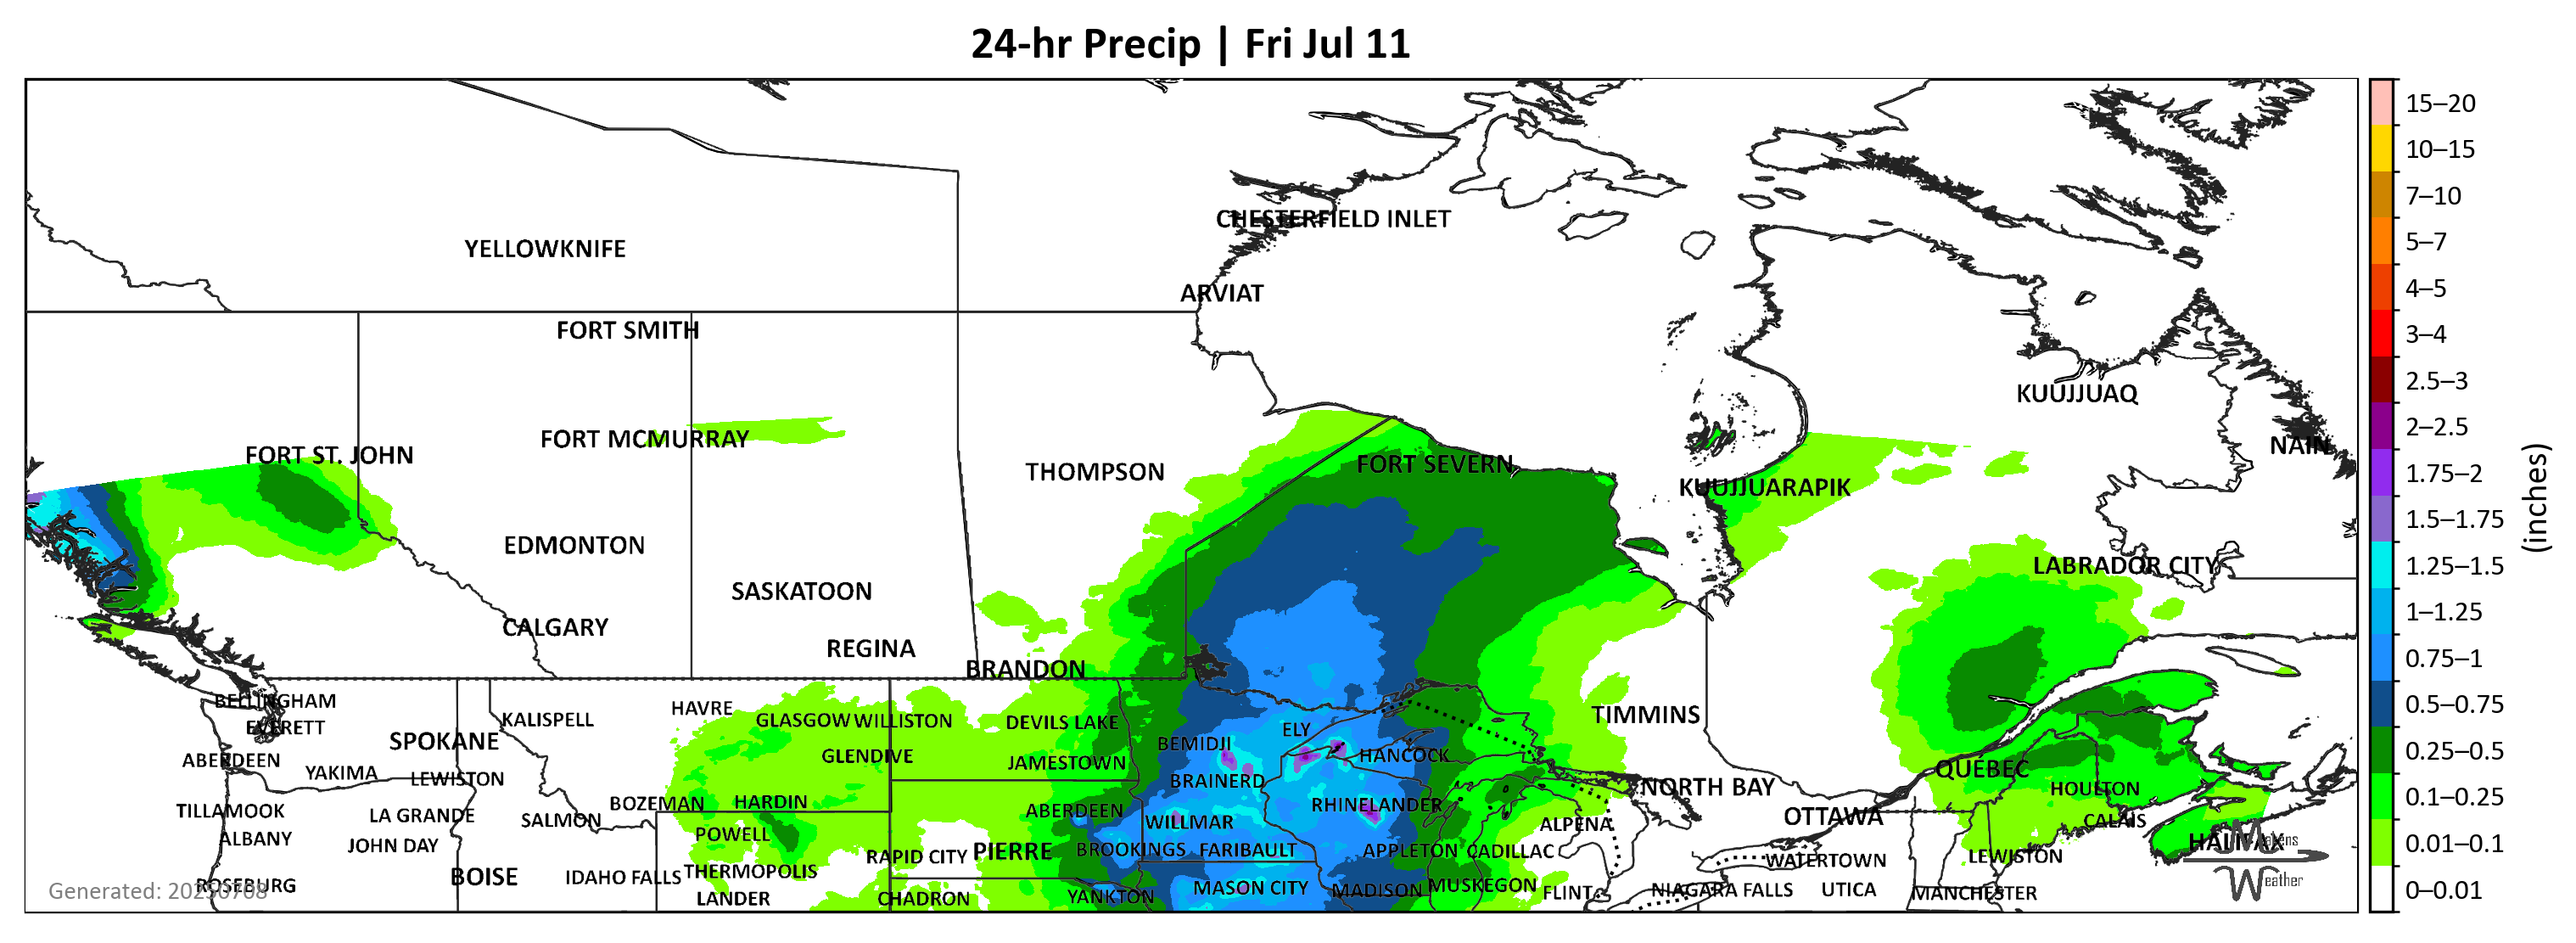 24-hr Precip | Fri Jul 11
15–20
10–15
7–10
5–7
4–5
3–4
2.5–3
2–2.5
1.75–2
1.5–1.75
1.25–1.5
1–1.25
0.75–1
0.5–0.75
0.25–0.5
0.1–0.25
0.01–0.1
0–0.01
(inches)
CHESTERFIELD INLET
YELLOWKNIFE
ARVIAT
FORT SMITH
KUUJJUAQ
FORT MCMURRAY
NAIN
FORT ST. JOHN
FORT SEVERN
THOMPSON
KUUJJUARAPIK
EDMONTON
LABRADOR CITY
SASKATOON
CALGARY
REGINA
BRANDON
BELLINGHAM
HAVRE
KALISPELL
GLASGOW
WILLISTON
DEVILS LAKE
TIMMINS
EVERETT
ELY
SPOKANE
BEMIDJI
GLENDIVE
HANCOCK
ABERDEEN
JAMESTOWN
QUÉBEC
YAKIMA
LEWISTON
BRAINERD
NORTH BAY
HOULTON
BOZEMAN
HARDIN
RHINELANDER
TILLAMOOK
LA GRANDE
SALMON
ABERDEEN
WILLMAR
OTTAWA
CALAIS
ALPENA
ALBANY
POWELL
JOHN DAY
HALIFAX
RAPID CITY
PIERRE
BROOKINGS
FARIBAULT
APPLETON
CADILLAC
LEWISTON
WATERTOWN
BOISE
IDAHO FALLS
THERMOPOLIS
ROSEBURG
MASON CITY
MADISON
MUSKEGON
FLINT
NIAGARA FALLS
UTICA
MANCHESTER
LANDER
CHADRON
YANKTON
Generated: 20250708
Weather